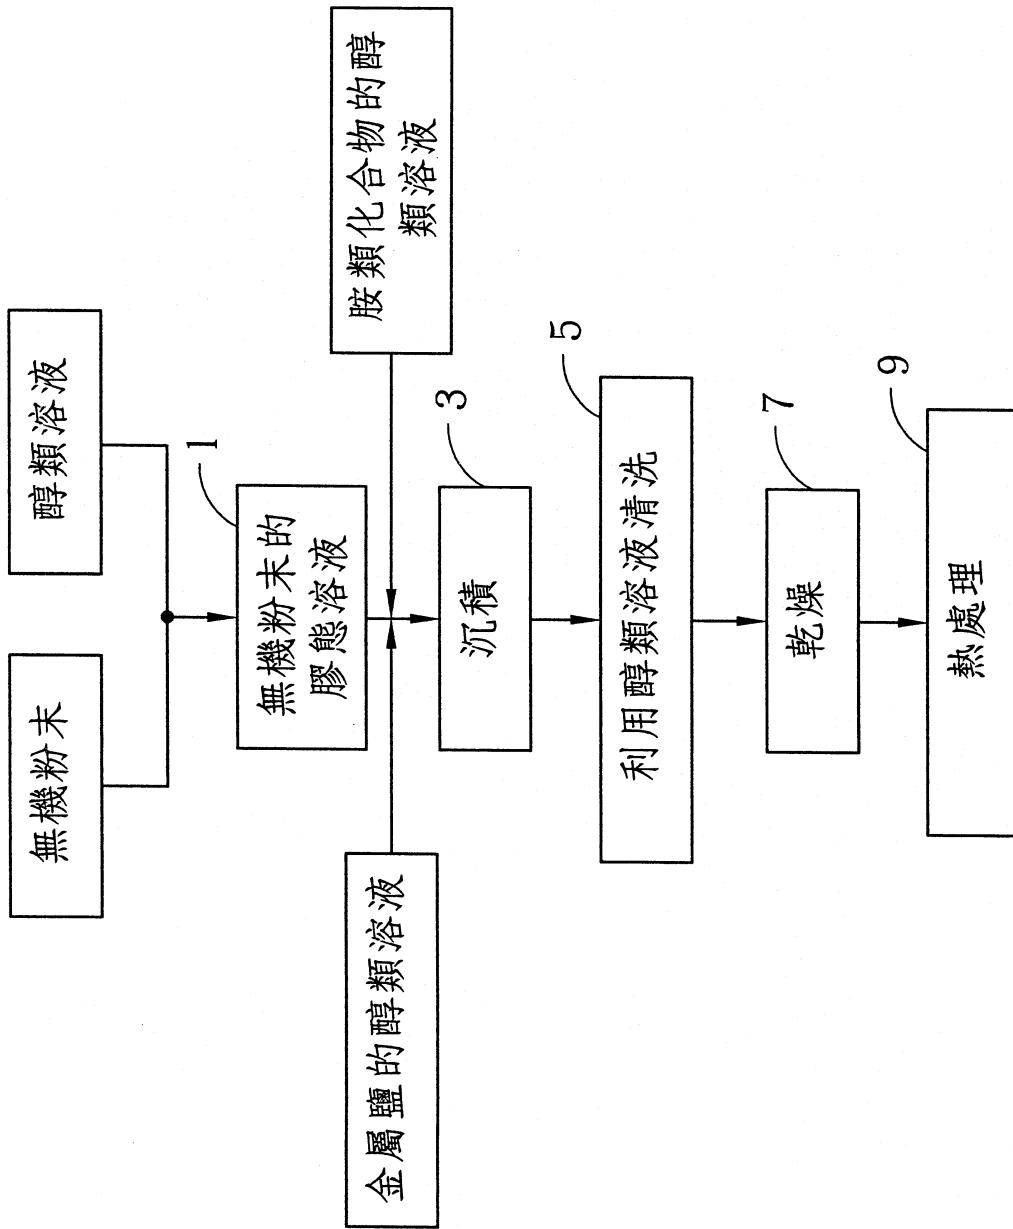 無機粉末
醇類溶液
1
無機粉末的
膠態溶液
金屬鹽的醇類溶液
胺類化合物的醇
類溶液
3
沉積
5
利用醇類溶液清洗
7
乾燥
9
熱處理